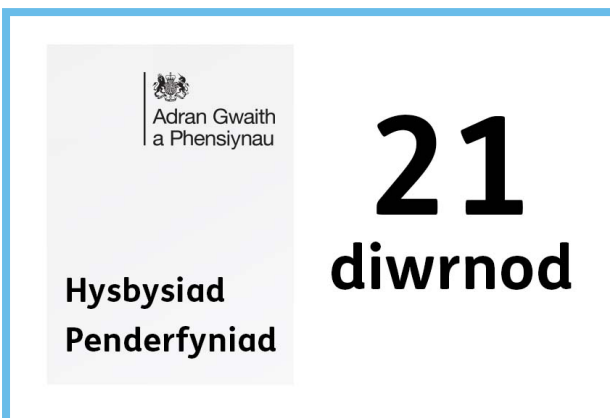 Adran Gwaith
a Phensiynau
Hysbysiad
Penderfyniad
21
diwrnod